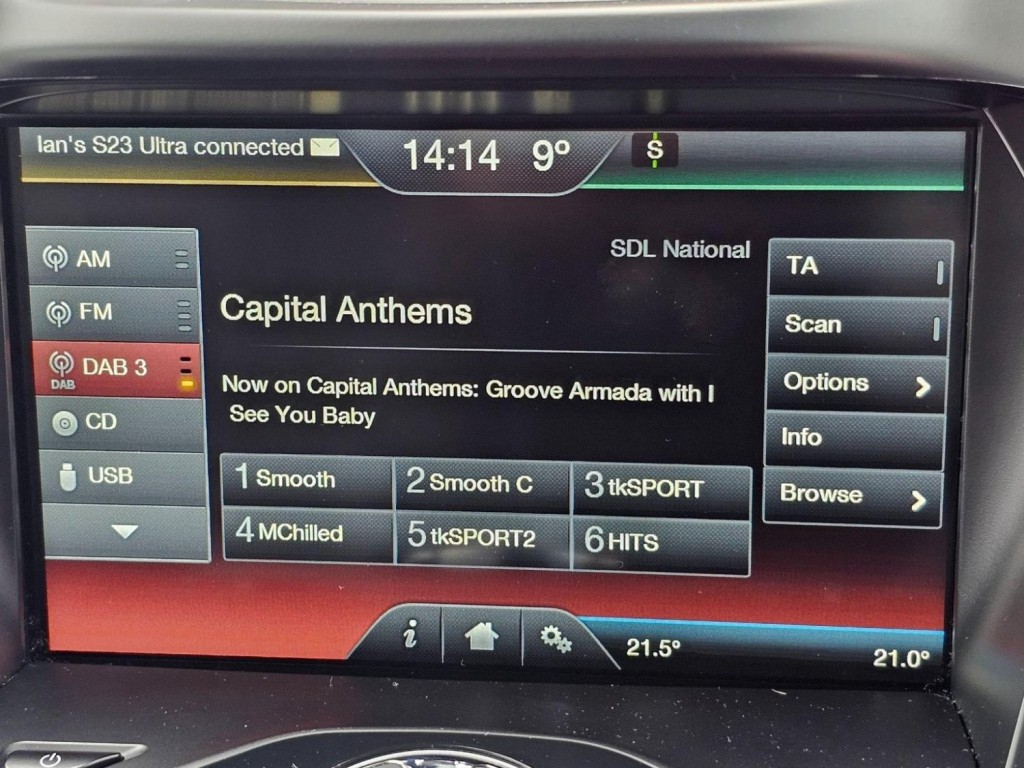 Ian's S23 Ultra connected
14:14 9°
S
AM
FM
DAB 3
DAB
CD
USB
SDL National
Capital Anthems
Now on Capital Anthems: Groove Armada with I
See You Baby
1 Smooth
2 Smooth C
3 tkSPORT
4 MChilled
5 tkSPORT2
6 HITS
TA
Scan
Options
Info
Browse
i
21.5°
21.0°